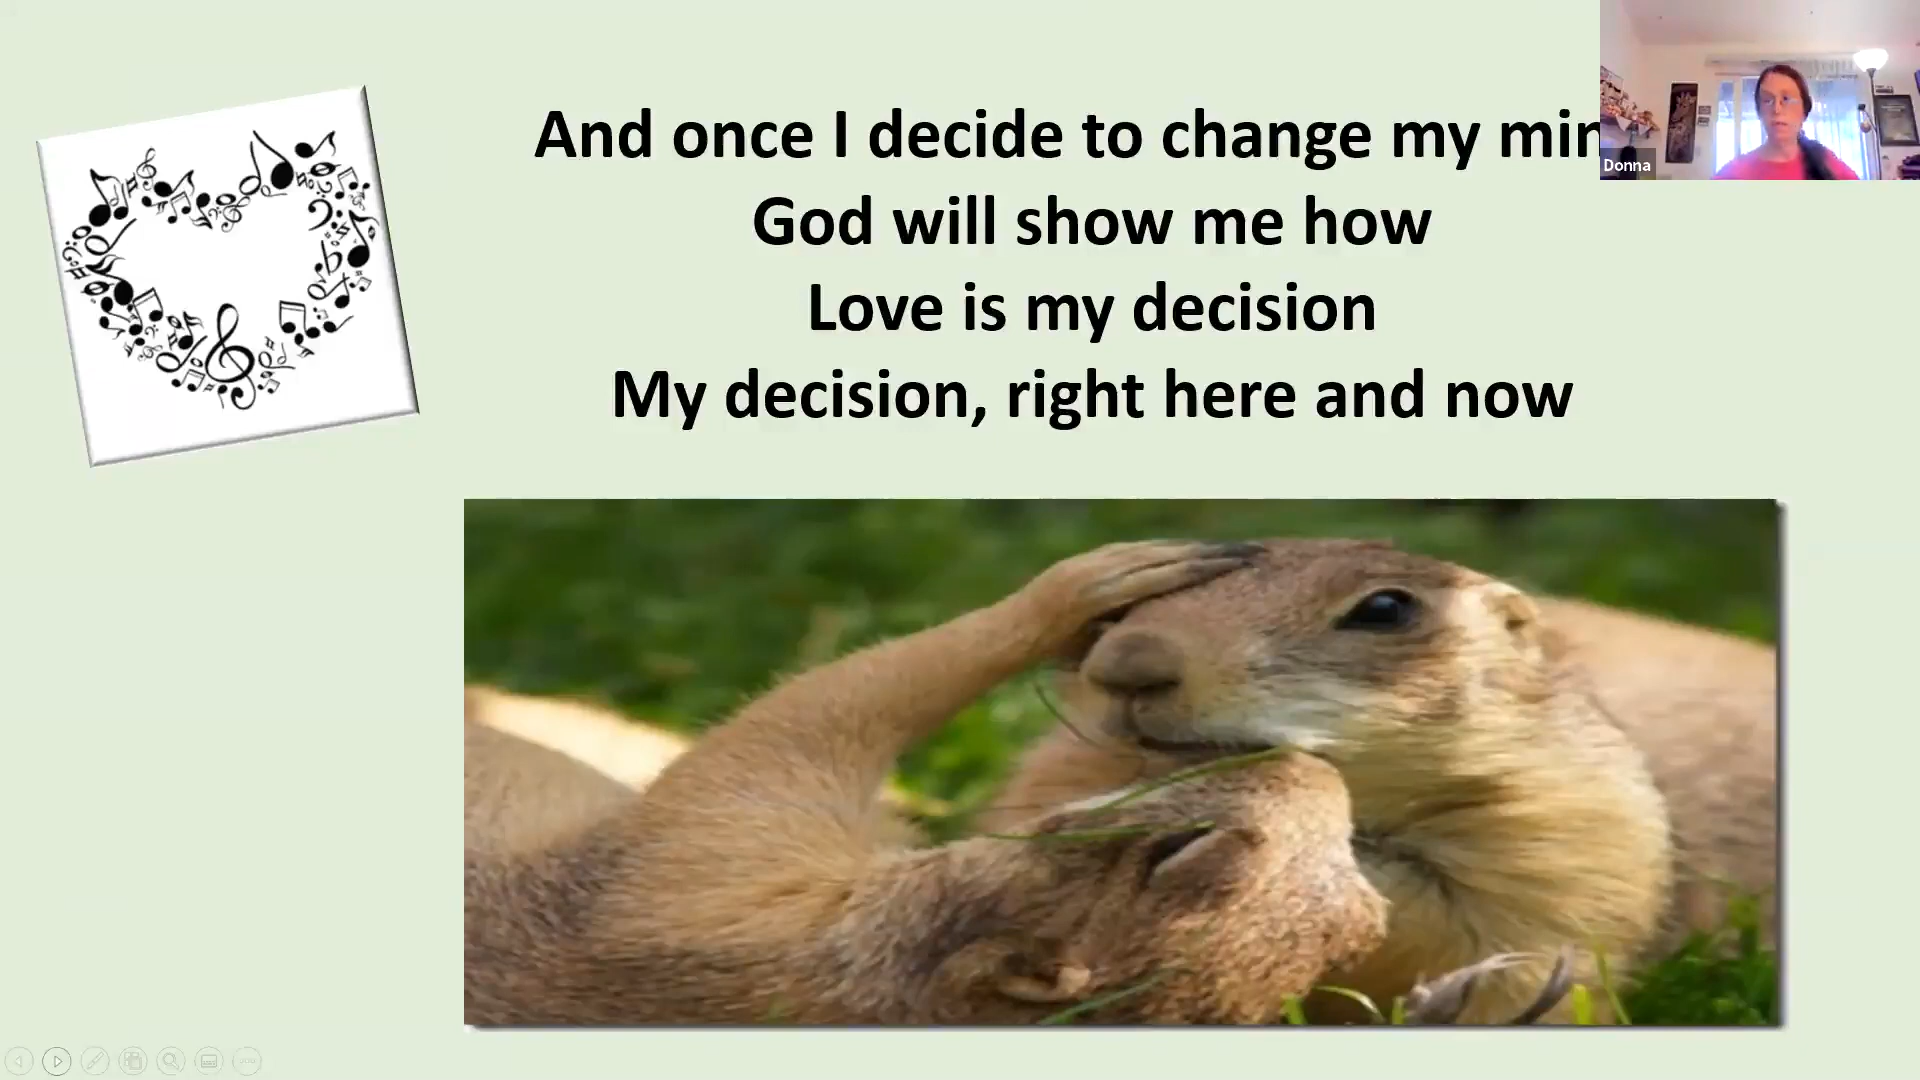 And once I decide to change my min
God will show me how
Love is my decision
My decision, right here and now
Donna